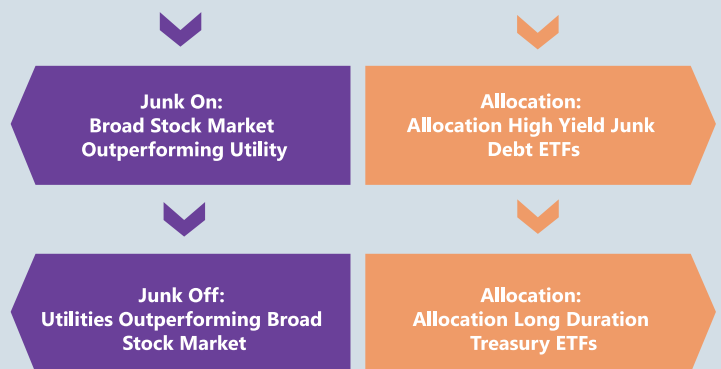 Junk On:
Broad Stock Market
Outperforming Utility
Allocation:
Allocation High Yield Junk
Debt ETFs
Junk Off:
Utilities Outperforming Broad
Stock Market
Allocation:
Allocation Long Duration
Treasury ETFs